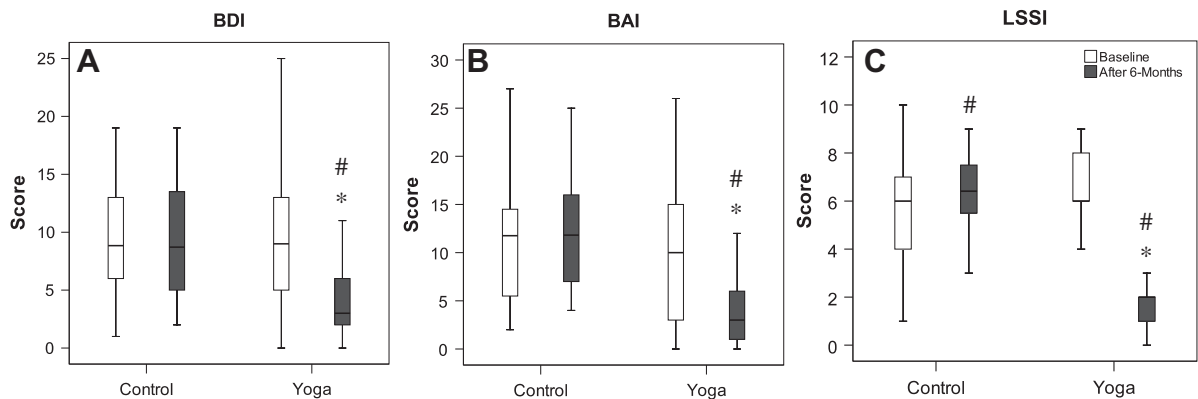 BDI
A
Score
25
20
15
10
5
0
#
*
Control Yoga
BAI
B
Score
30
25
20
15
10
5
0
#
*
Control Yoga
LSSI
C
Baseline
After 6-Months
Score
12
10
8
6
4
2
0
#
#
*
Control Yoga